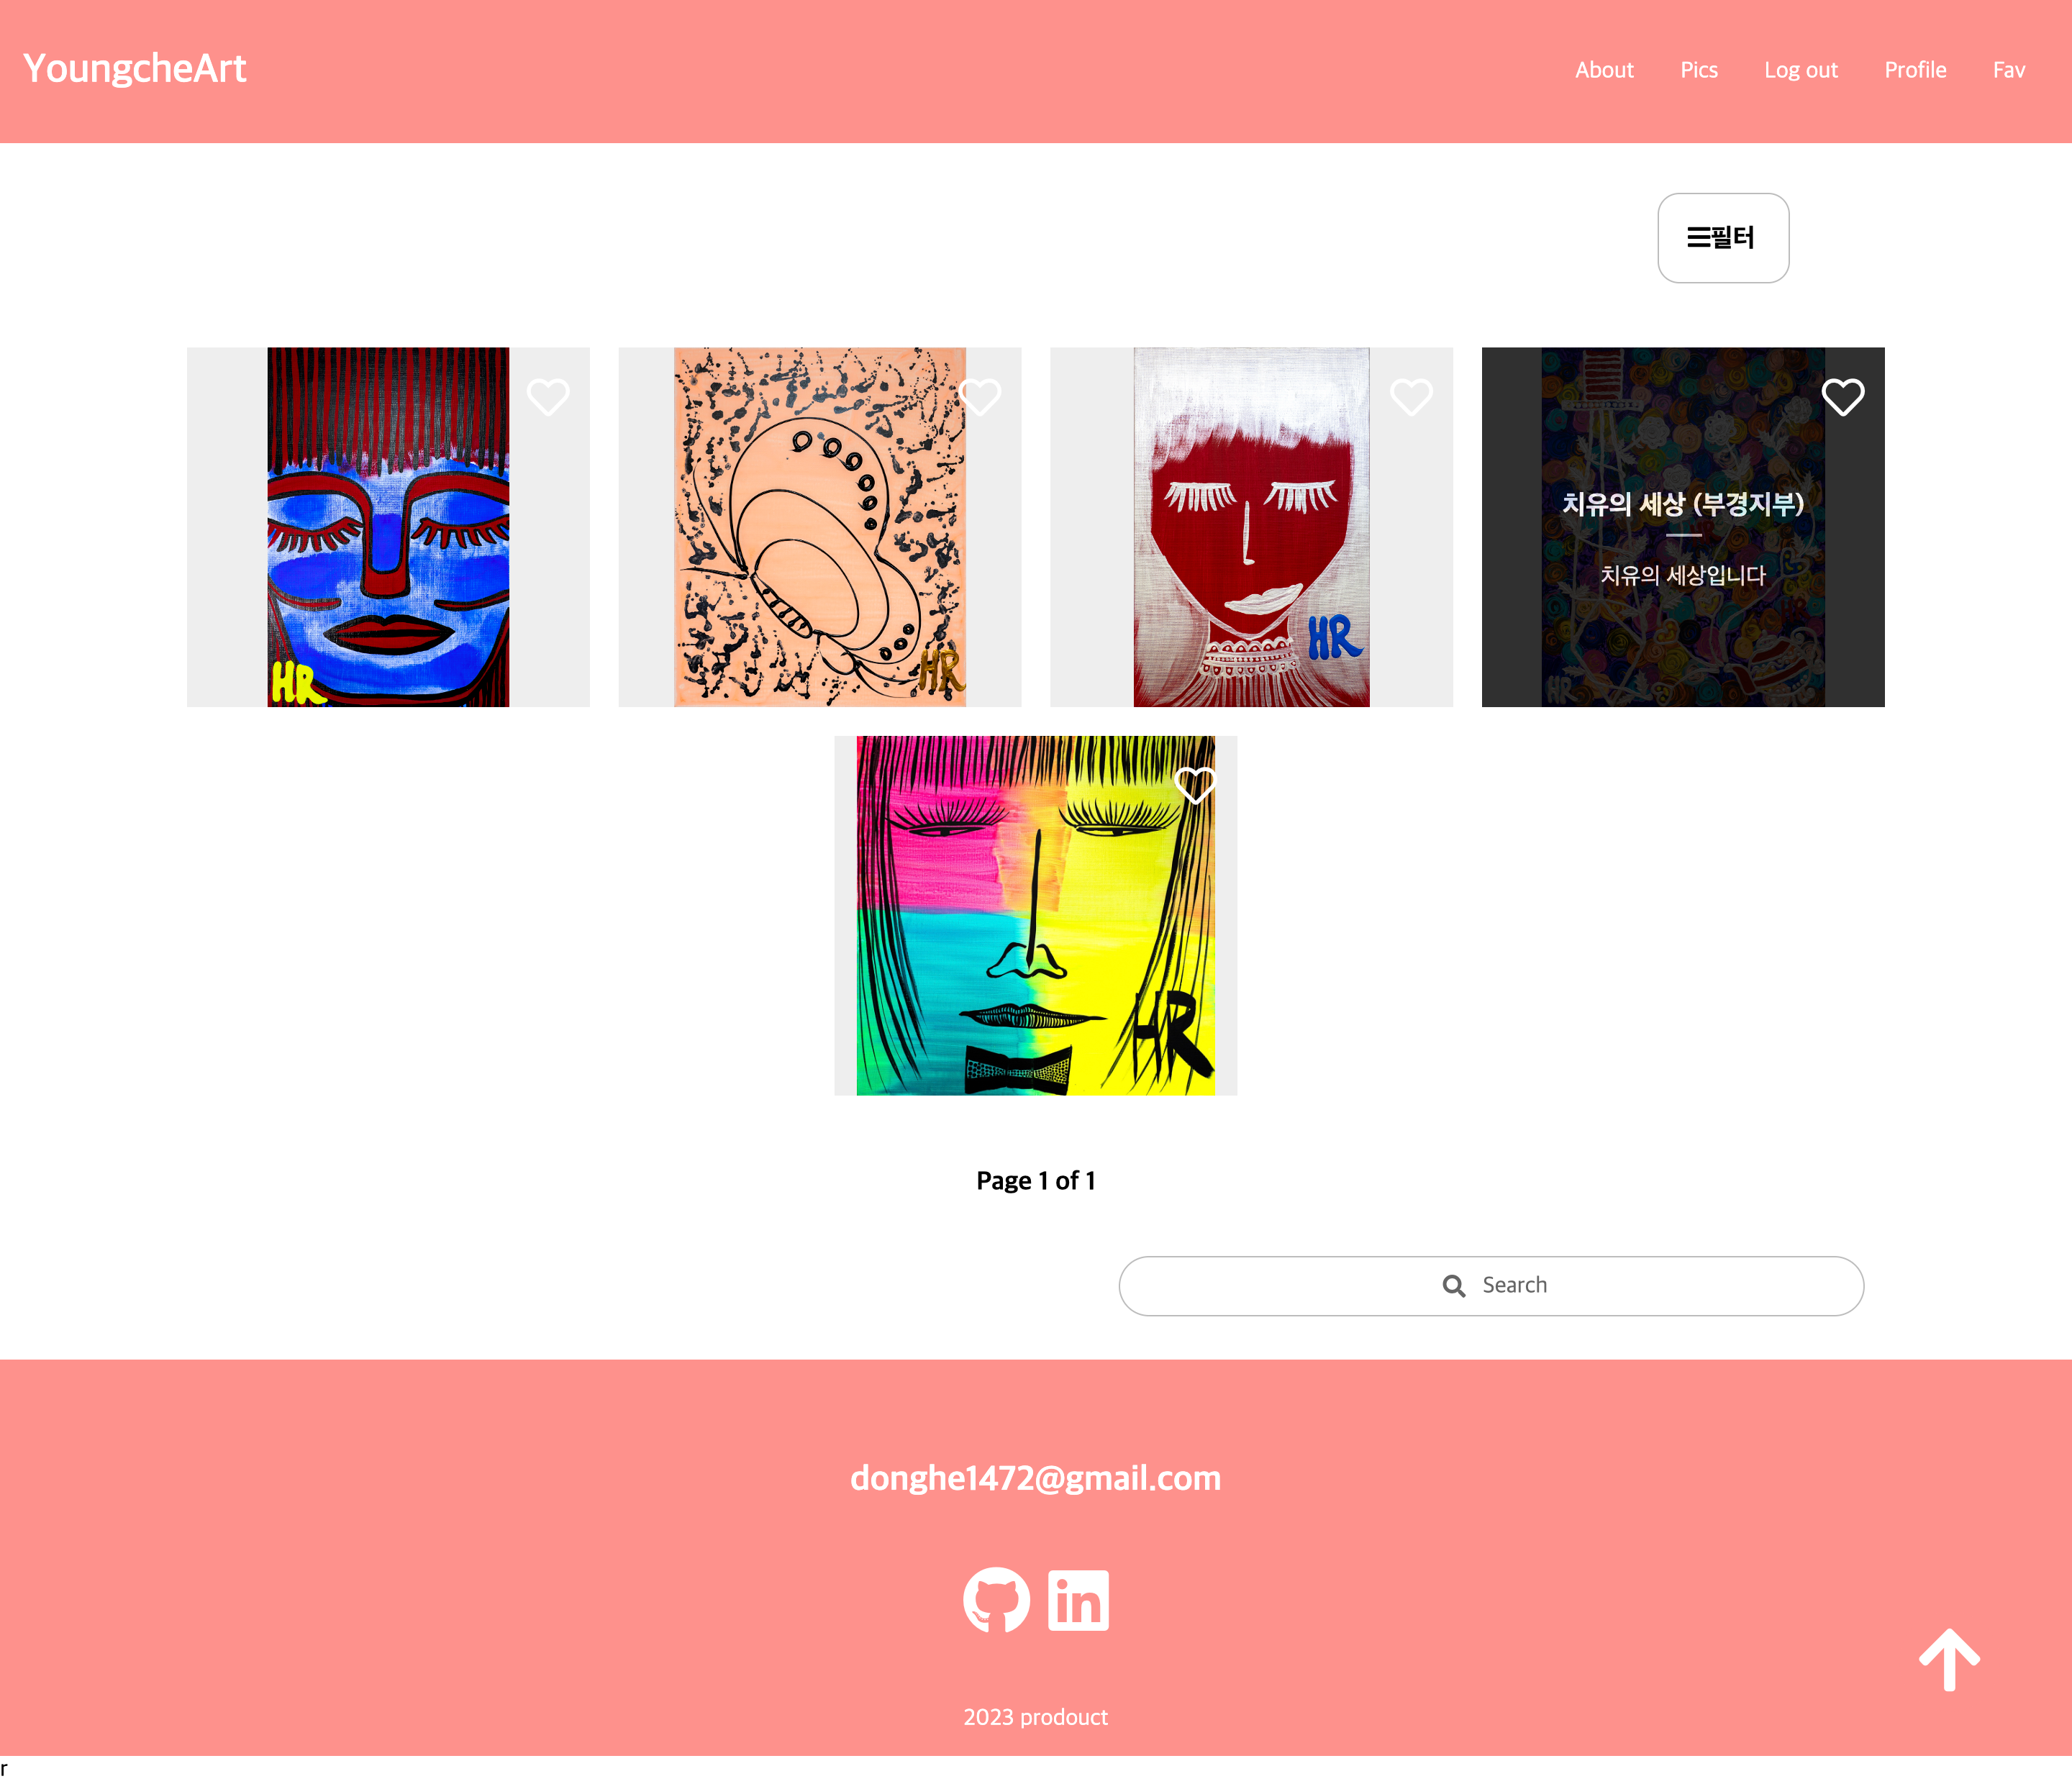 YoungcheArt
About Pics Log out Profile Fav
필터
HR
HR
HR
치유의 세상 (부경지부)
치유의 세상입니다
HR
HR
Page 1 of 1
Search
donghe1472@gmail.com
in
2023 prodouct
r